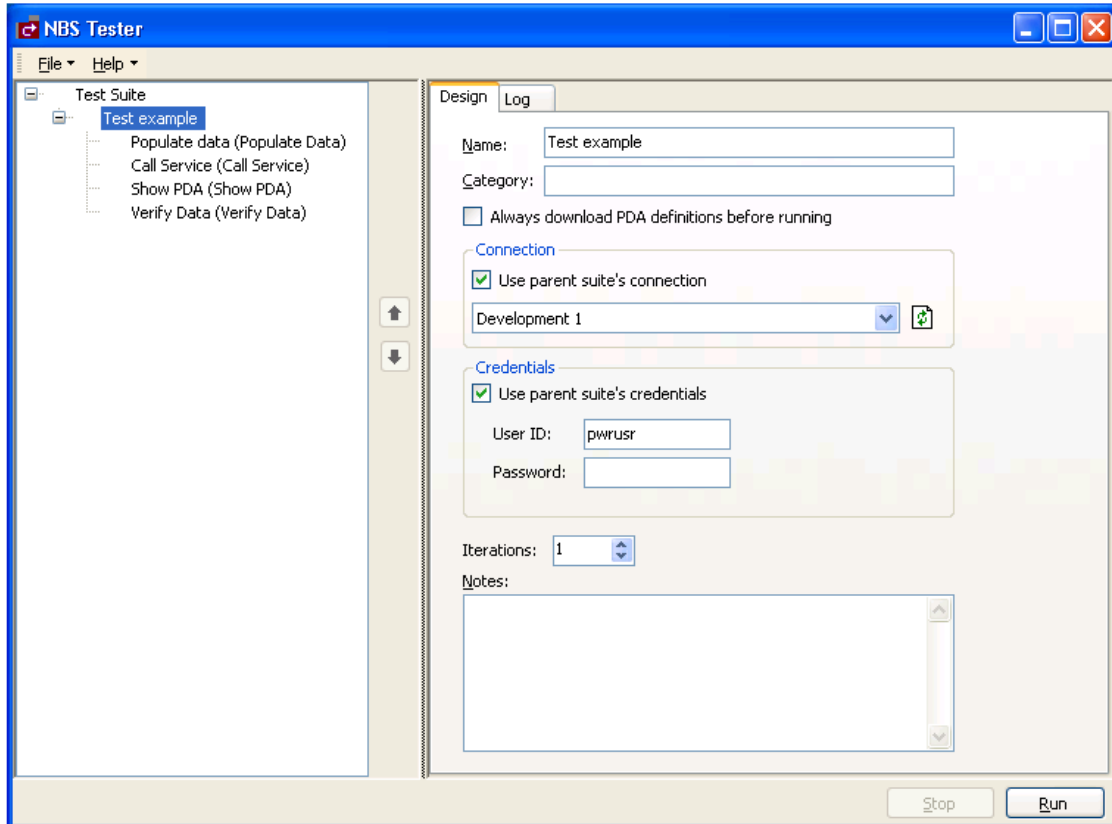 NBS Tester
File Help
Test Suite
Test example
Populate data (Populate Data)
Call Service (Call Service)
Show PDA (Show PDA)
Verify Data (Verify Data)
Design Log
Name: Test example
Category:
Always download PDA definitions before running
Connection
Use parent suite's connection
Development 1
Credentials
Use parent suite's credentials
User ID: pwrusr
Password:
Iterations: 1
Notes:
Stop Run